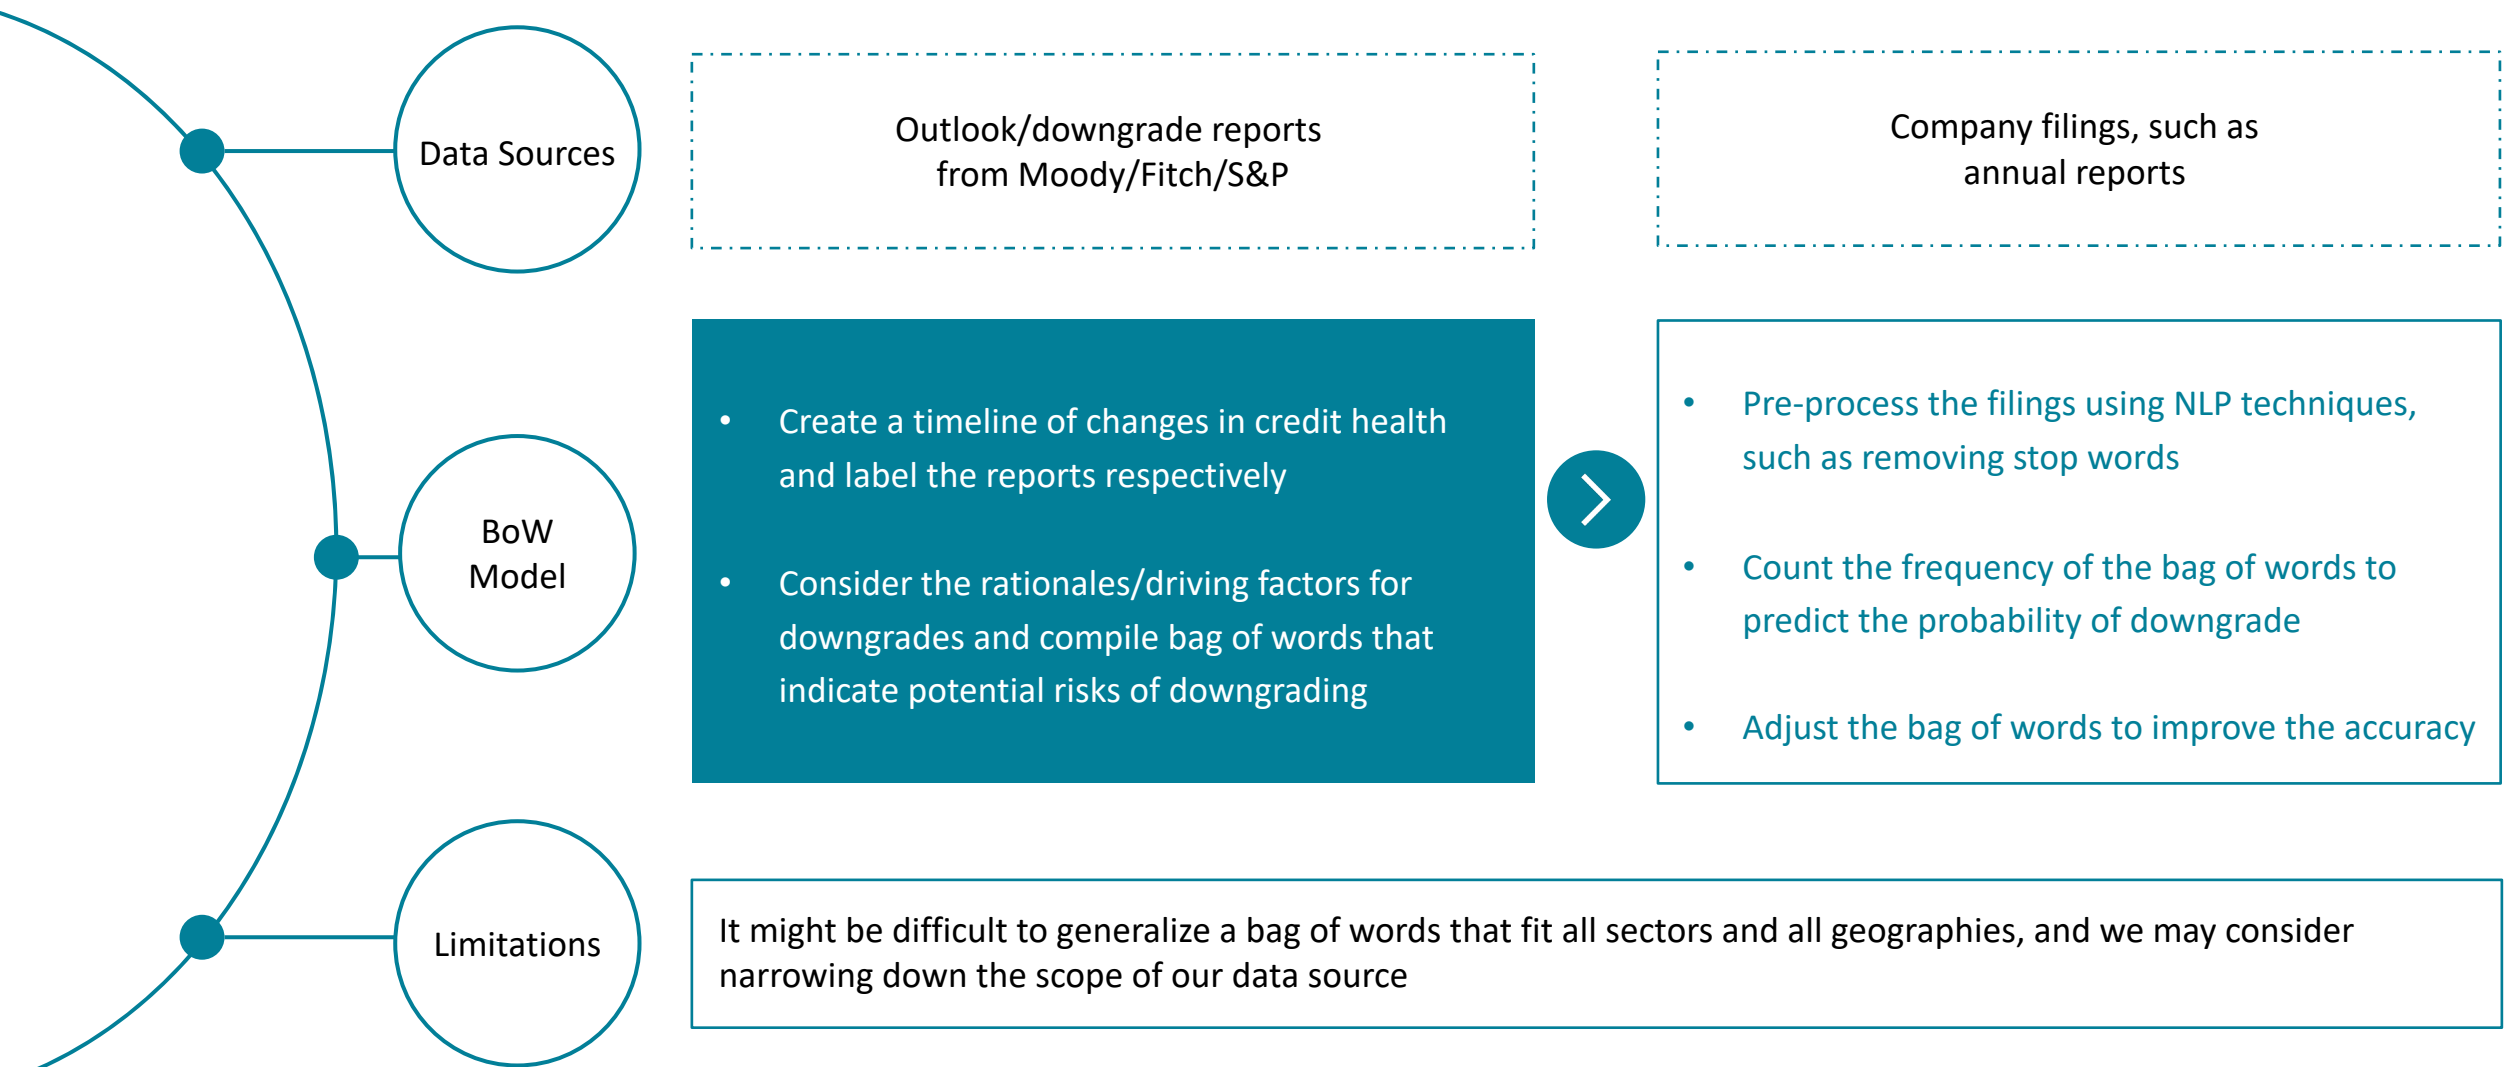 Data Sources
Outlook/downgrade reports
from Moody/Fitch/S&P
Company filings, such as
annual reports
BoW
Model
• Create a timeline of changes in credit health
and label the reports respectively
• Consider the rationales/driving factors for
downgrades and compile bag of words that
indicate potential risks of downgrading
• Pre-process the filings using NLP techniques,
such as removing stop words
• Count the frequency of the bag of words to
predict the probability of downgrade
• Adjust the bag of words to improve the accuracy
Limitations
It might be difficult to generalize a bag of words that fit all sectors and all geographies, and we may consider
narrowing down the scope of our data source